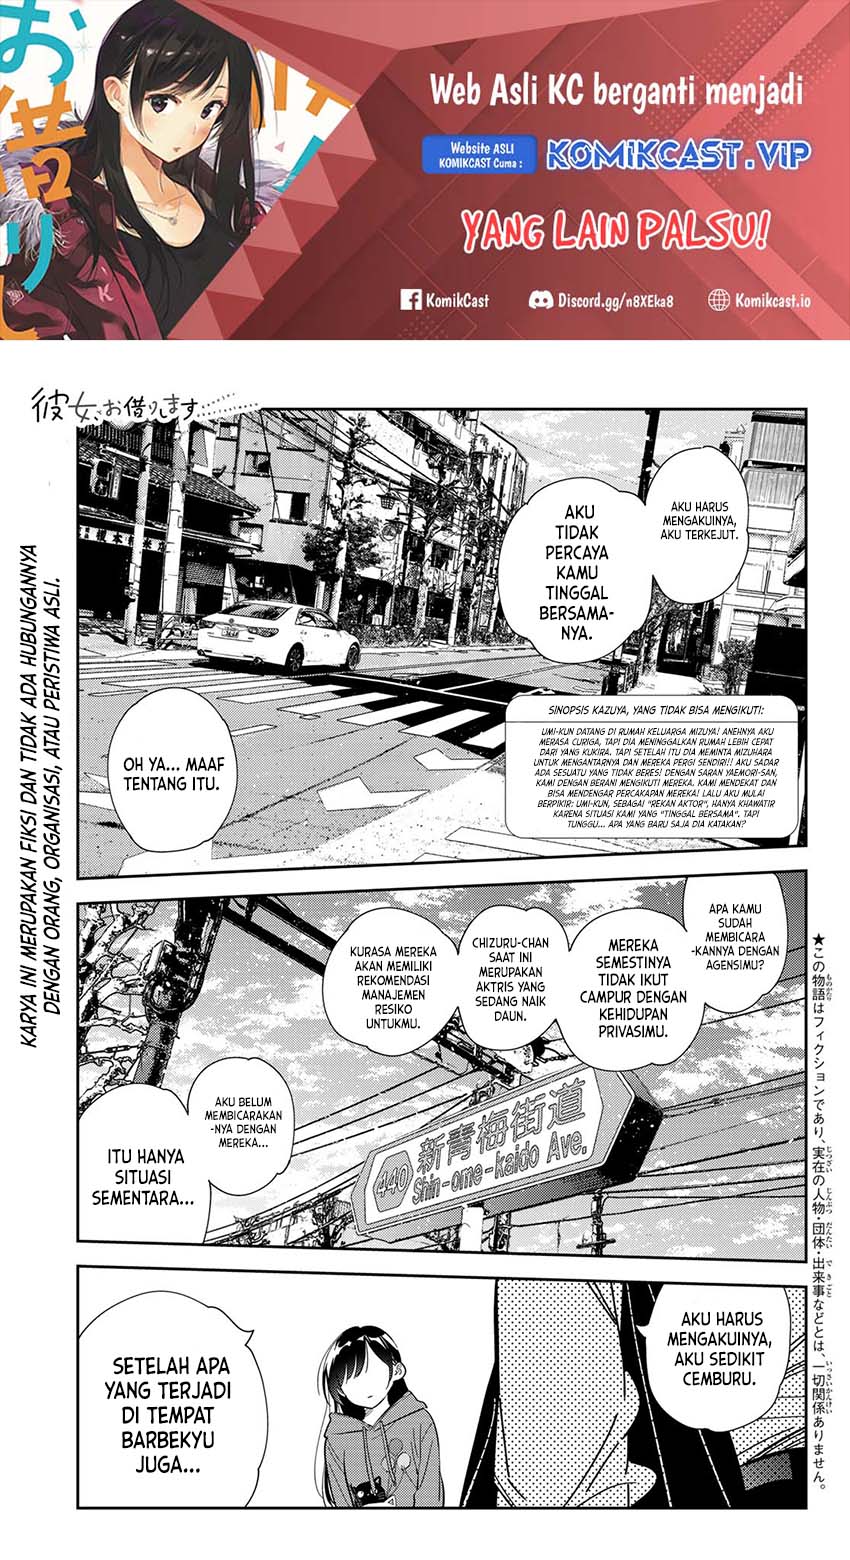 Web Asli KC berganti menjadi
Website ASLI
KOMIKCAST Cuma :
KOMIKCAST.VIP
YANG LAIN PALSU!
KomikCast
Discord.gg/n8XEka8
Komikcast.io
彼女、お借りします
KARYA INI MERUPAKAN FIKSI DAN TIDAK ADA HUBUNGANNYA
DENGAN ORANG, ORGANISASI, ATAU PERISTIWA ASLI.
AKU HARUS
MENGAKUINYA,
AKU TERKEJUT.
AKU
TIDAK
PERCAYA
KAMU
TINGGAL
BERSAMA-
NYA.
OH YA... MAAF
TENTANG ITU.
SINOPSIS KAZUYA, YANG TIDAK BISA MENGIKUTI:
UMI-KUN DATANG DI RUMAH KELUARGA MIZUYA! ANEHNYA AKU
MERASA CURIGA, TAPI DIA MENINGGALKAN RUMAH LEBIH CEPAT
DARI YANG KUKIRA. TAPI SETELAH ITU DIA MEMINTA MIZUHARA
UNTUK MENGANTARNYA DAN MEREKA PERGI SENDIRI!! AKU SADAR
ADA SESUATU YANG TIDAK BERES! DENGAN SARAN YAEMORI-SAN,
KAMI DENGAN BERANI MENGIKUTI MEREKA. KAMI MENDEKAT DAN
BISA MENDENGAR PERCAKAPAN MEREKA! LALU AKU MULAI
BERPIKIR: UMI-KUN, SEBAGAI "REKAN AKTOR", HANYA KHAWATIR
KARENA SITUASI KAMI YANG "TINGGAL BERSAMA". TAPI
TUNGGU... APA YANG BARU SAJA DIA KATAKAN?
APA KAMU
SUDAH
MEMBICARA
-KANNYA DENGAN
AGENSIMU?
MEREKA
SEMESTINYA
TIDAK IKUT
CAMPUR DENGAN
KEHIDUPAN
PRIVASIMU.
CHIZURU-CHAN
SAAT INI
MERUPAKAN
AKTRIS YANG
SEDANG NAIK
DAUN.
KURASA MEREKA
AKAN MEMILIKI
REKOMENDASI
MANAJEMEN
RESIKO
UNTUKMU.
AKU BELUM
MEMBICARAKAN
-NYA DENGAN
MEREKA...
ITU HANYA
SITUASI
SEMENTARA...
440
新青梅街道
Shin-ome-kaido Ave.
AKU HARUS
MENGAKUINYA,
AKU SEDIKIT
CEMBURU.
SETELAH APA
YANG TERJADI
DI TEMPAT
BARBEKYU
JUGA...
★この物語はフィクションであり、実在の人物・団体・出来事などとは、一切関係ありません。